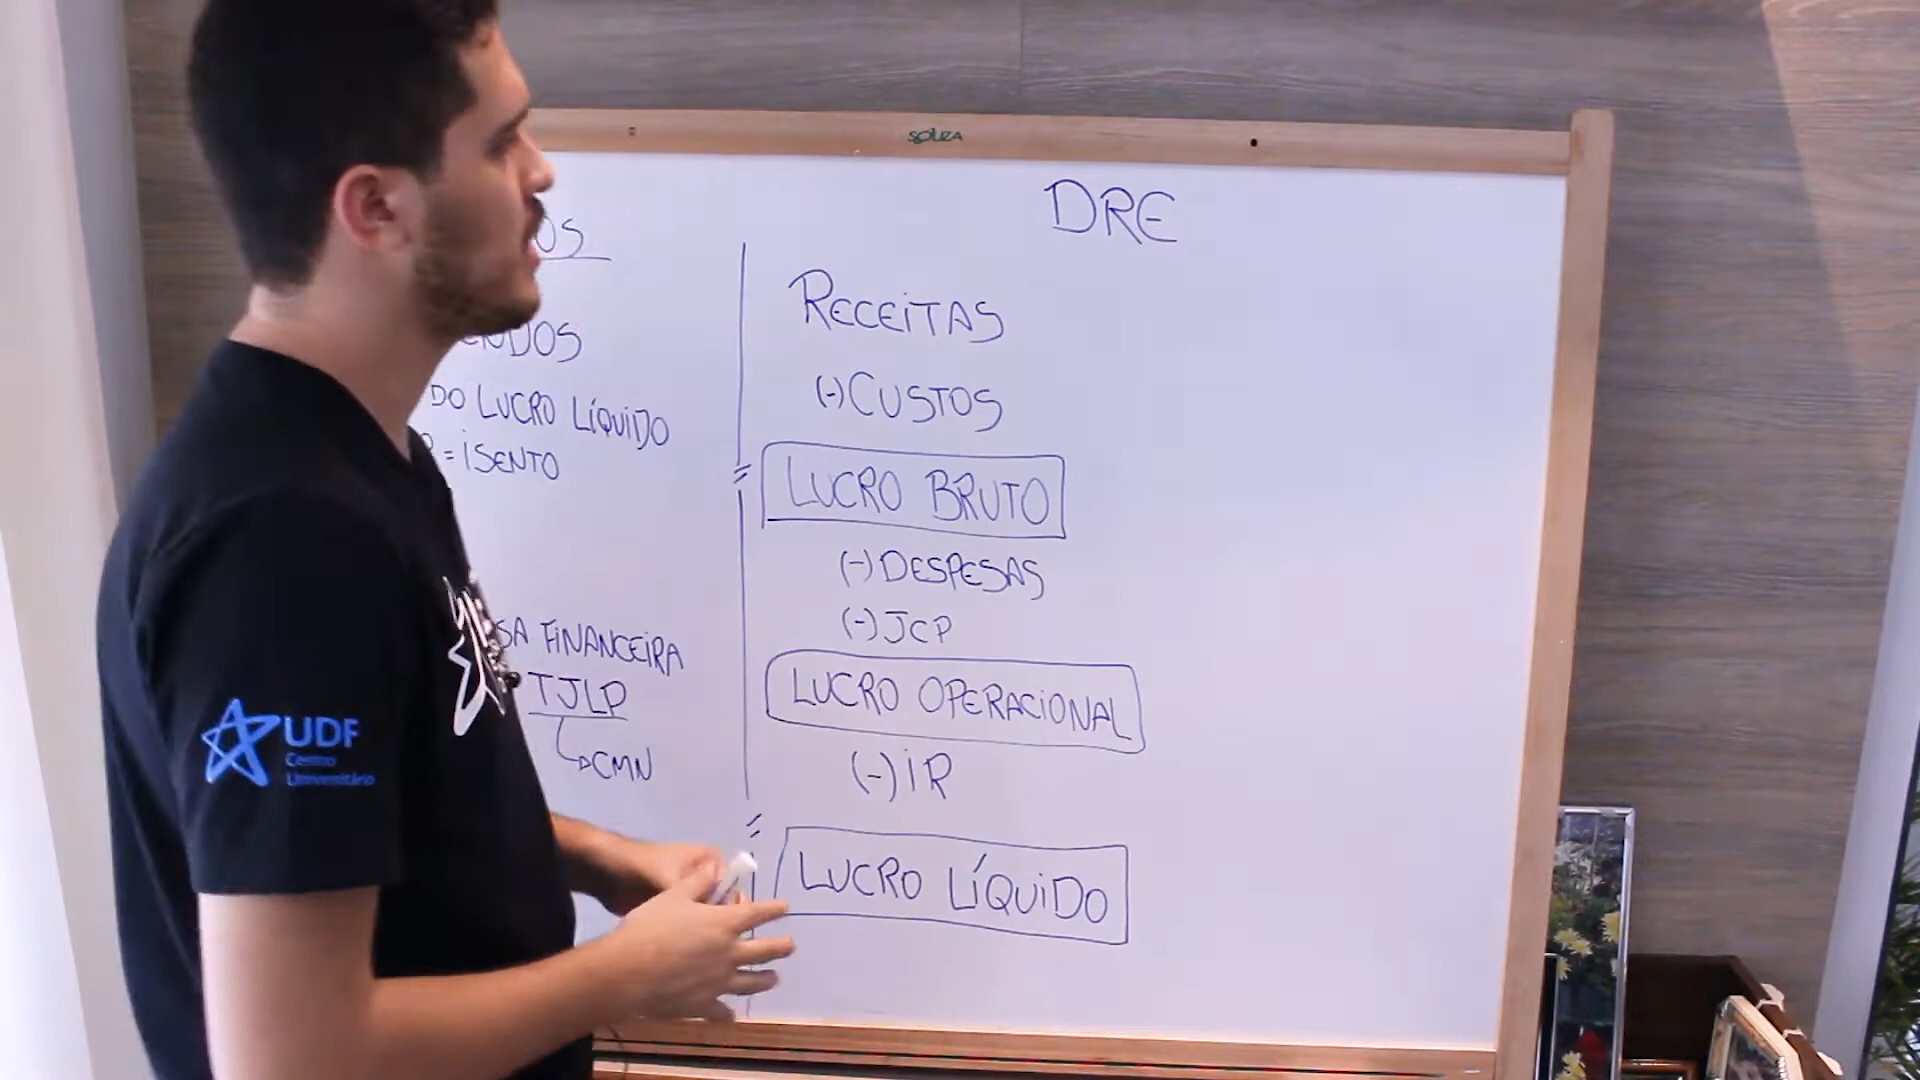 SOUZA
DRE
RECEITAS
(-) CUSTOS
LUCRO BRUTO
(-) DESPESAS
(-) JCP
LUCRO OPERACIONAL
(-) IR
LUCRO LÍQUIDO
DO LUCRO LÍQUIDO
= ISENTO
FINANCEIRA
TJLP
CMN
UDF
Centro
Universitário